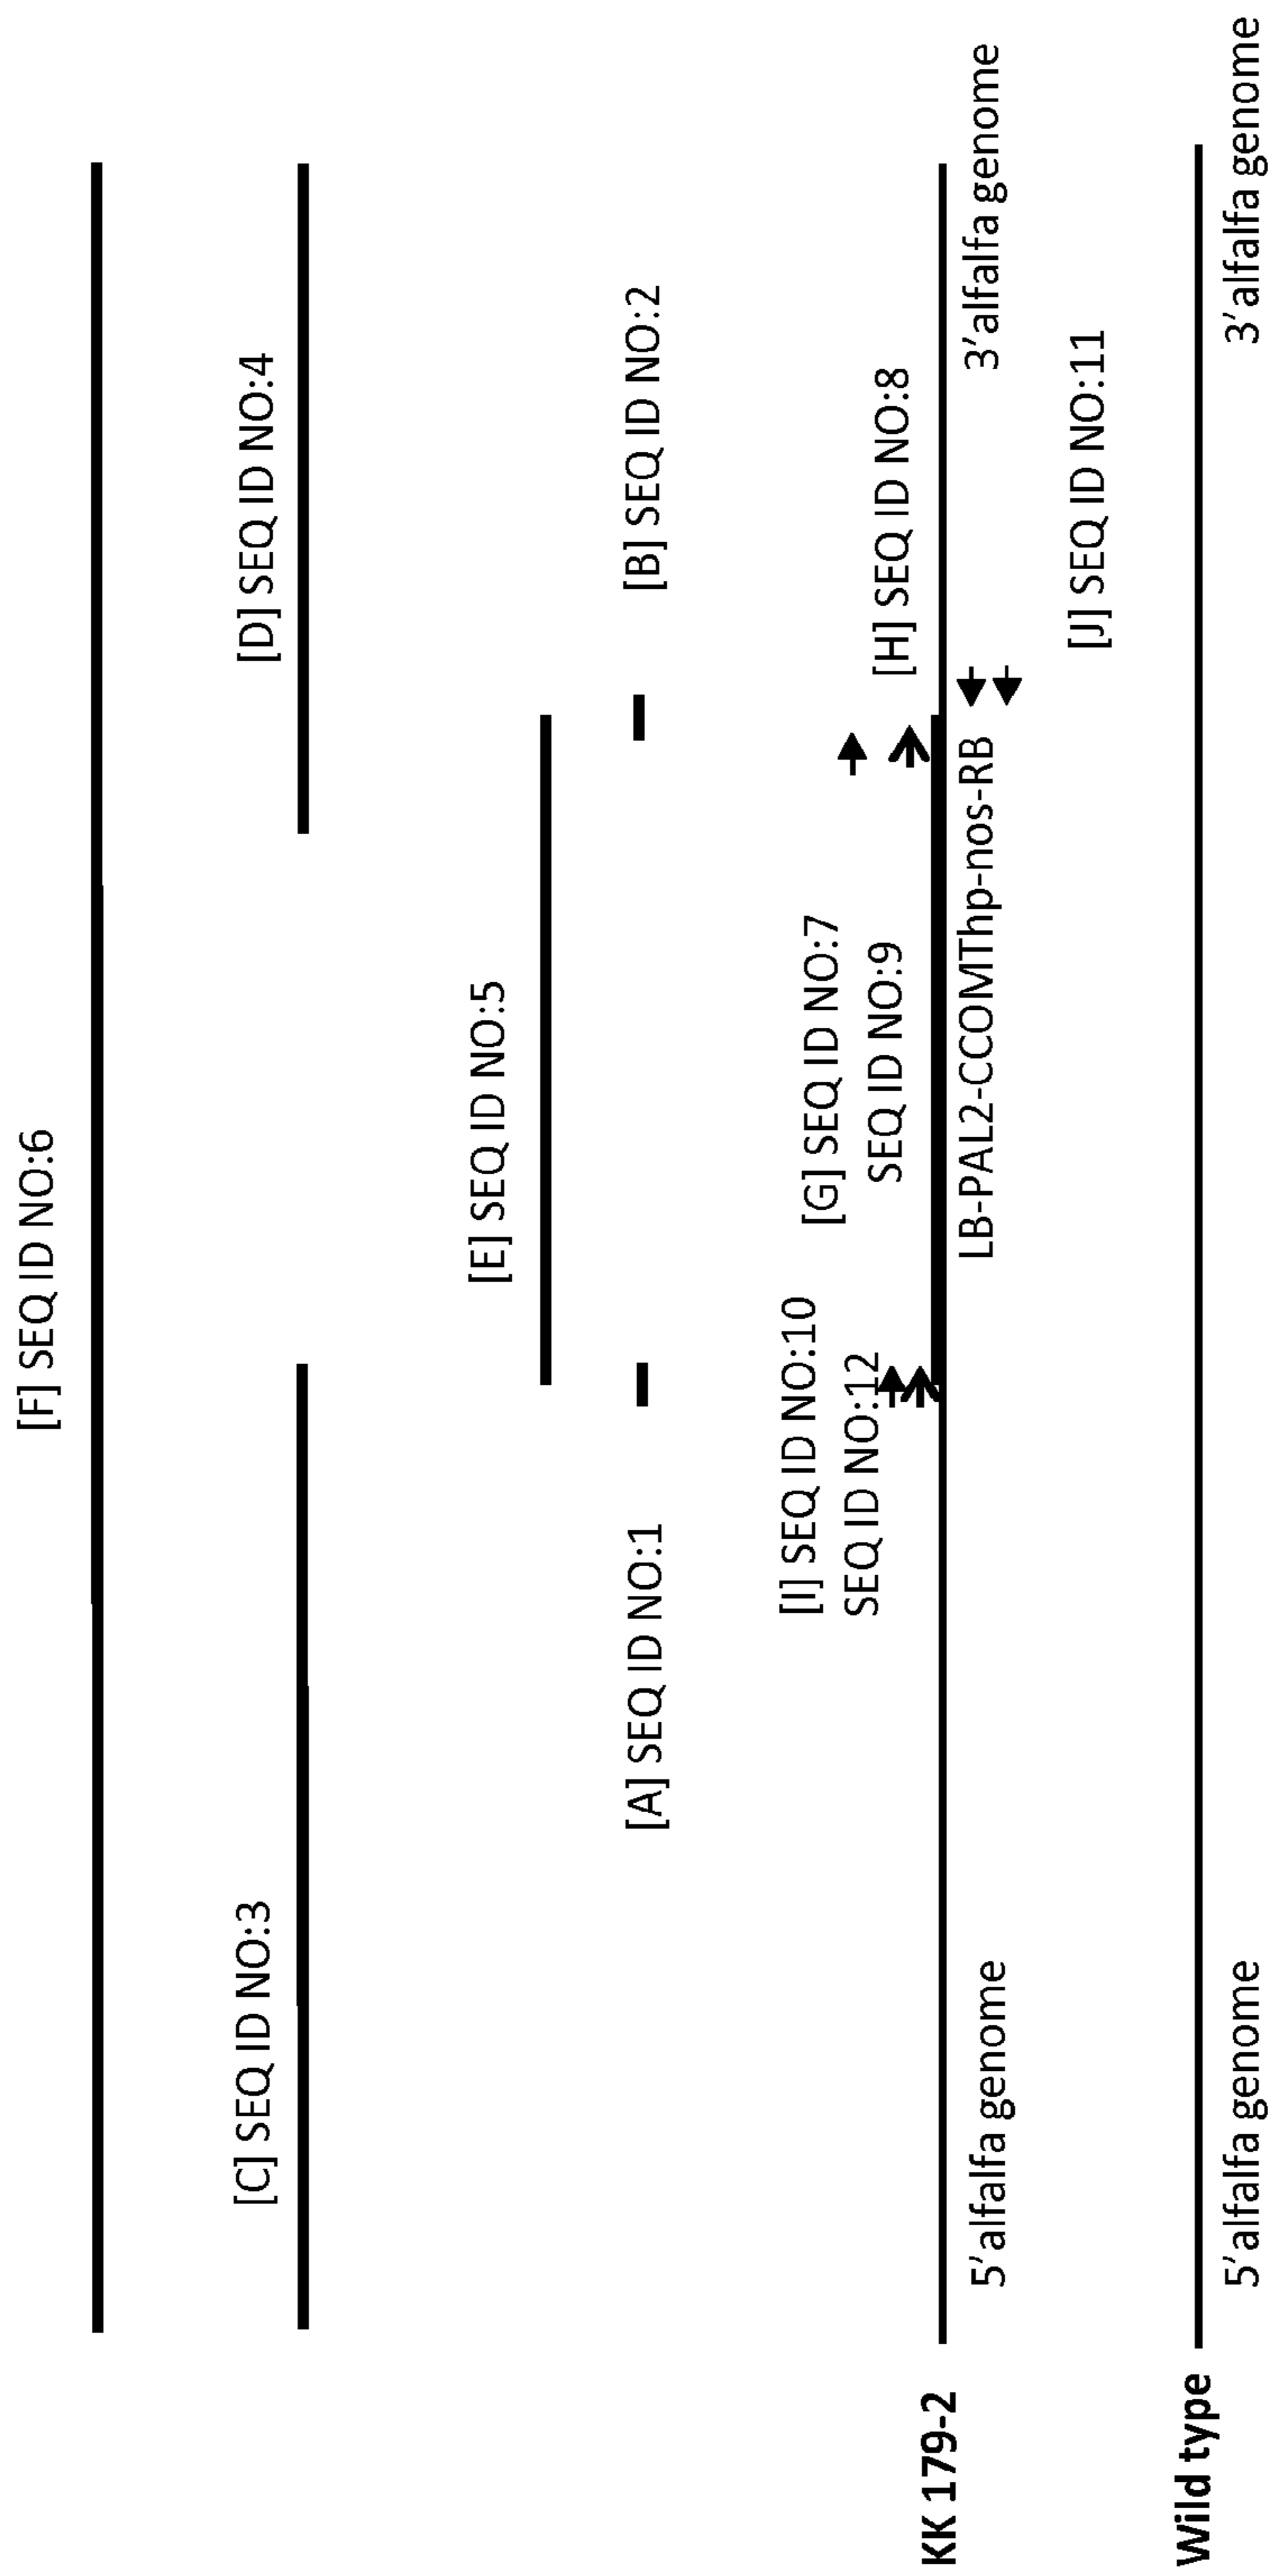 [F] SEQ ID NO:6
[C] SEQ ID NO:3
[D] SEQ ID NO:4
[E] SEQ ID NO:5
[A] SEQ ID NO:1
[B] SEQ ID NO:2
[I] SEQ ID NO:10
SEQ ID NO:12
[G] SEQ ID NO:7
SEQ ID NO:9
[H] SEQ ID NO:8
KK 179-2
5'alfalfa genome
LB-PAL2-CCOMThp-nos-RB
3'alfalfa genome
[J] SEQ ID NO:11
Wild type
5'alfalfa genome
3'alfalfa genome